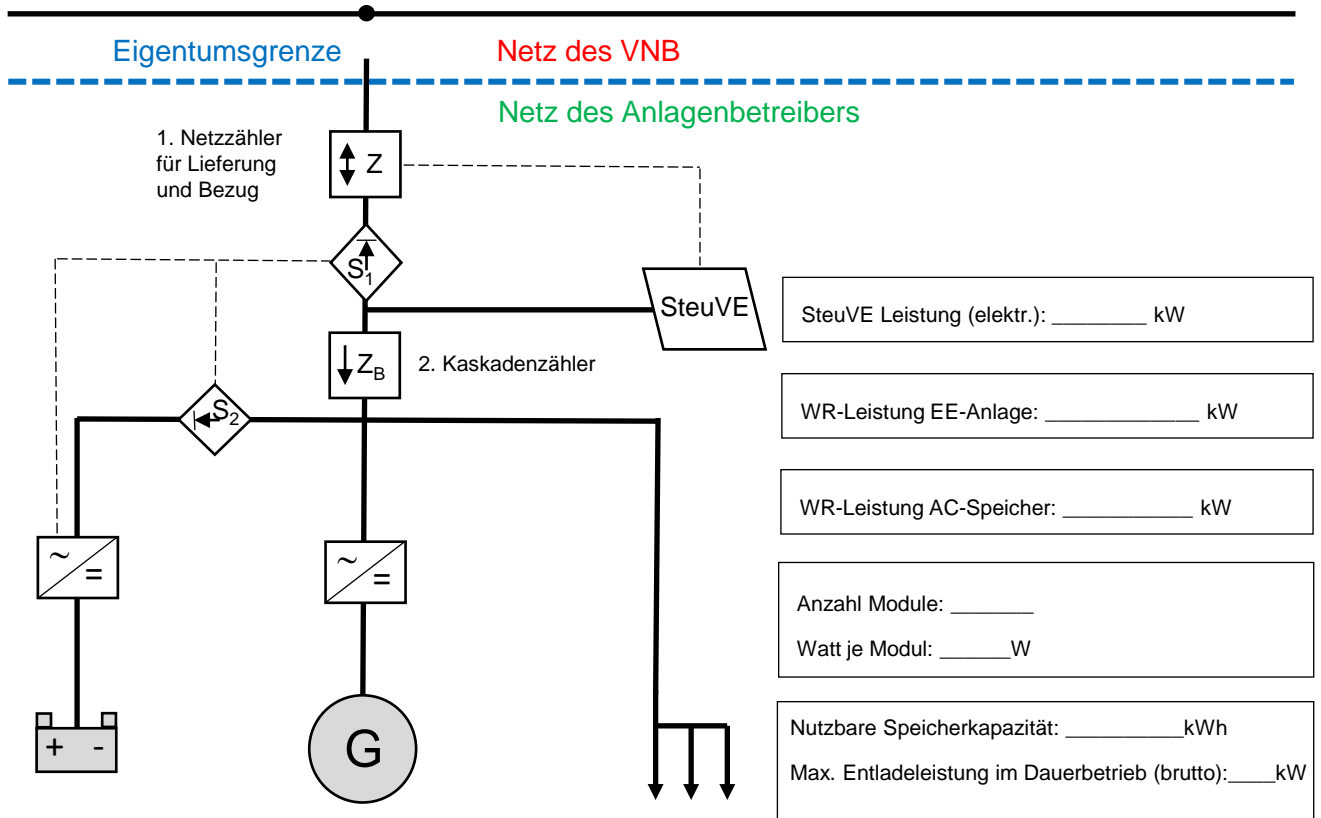 Eigentumsgrenze
Netz des VNB
Netz des Anlagenbetreibers
1. Netzzähler
für Lieferung
und Bezug
Z
S1
SteuVE
ZB
2. Kaskadenzähler
S2
~
=
~
=
+ -
G
SteuVE Leistung (elektr.): ________ kW
WR-Leistung EE-Anlage: _____________ kW
WR-Leistung AC-Speicher: ___________ kW
Anzahl Module: _______
Watt je Modul: ______W
Nutzbare Speicherkapazität: __________kWh
Max. Entladeleistung im Dauerbetrieb (brutto):____kW